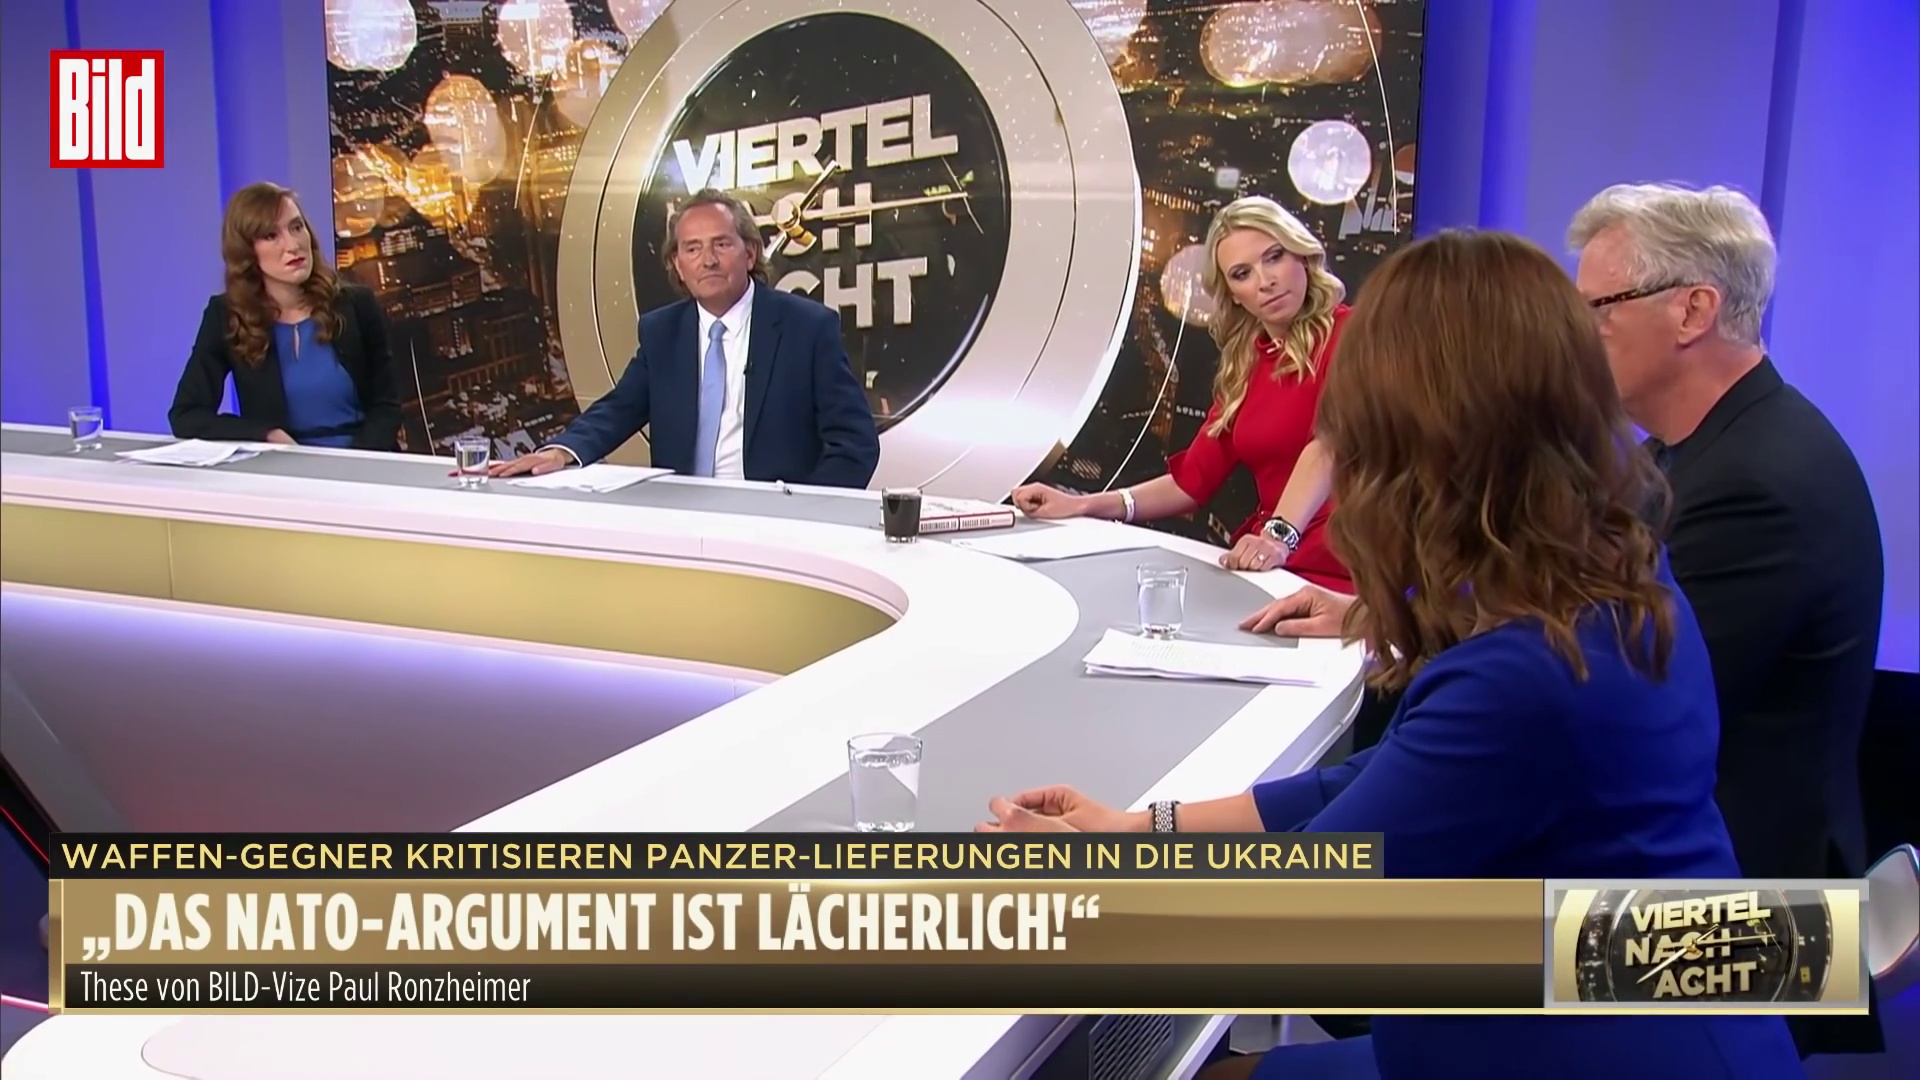 Bild
VIERTEL
NACH
ACHT
WAFFEN-GEGNER KRITISIEREN PANZER-LIEFERUNGEN IN DIE UKRAINE
„DAS NATO-ARGUMENT IST LÄCHERLICH!“
These von BILD-Vize Paul Ronzheimer
VIERTEL
NACH
ACHT